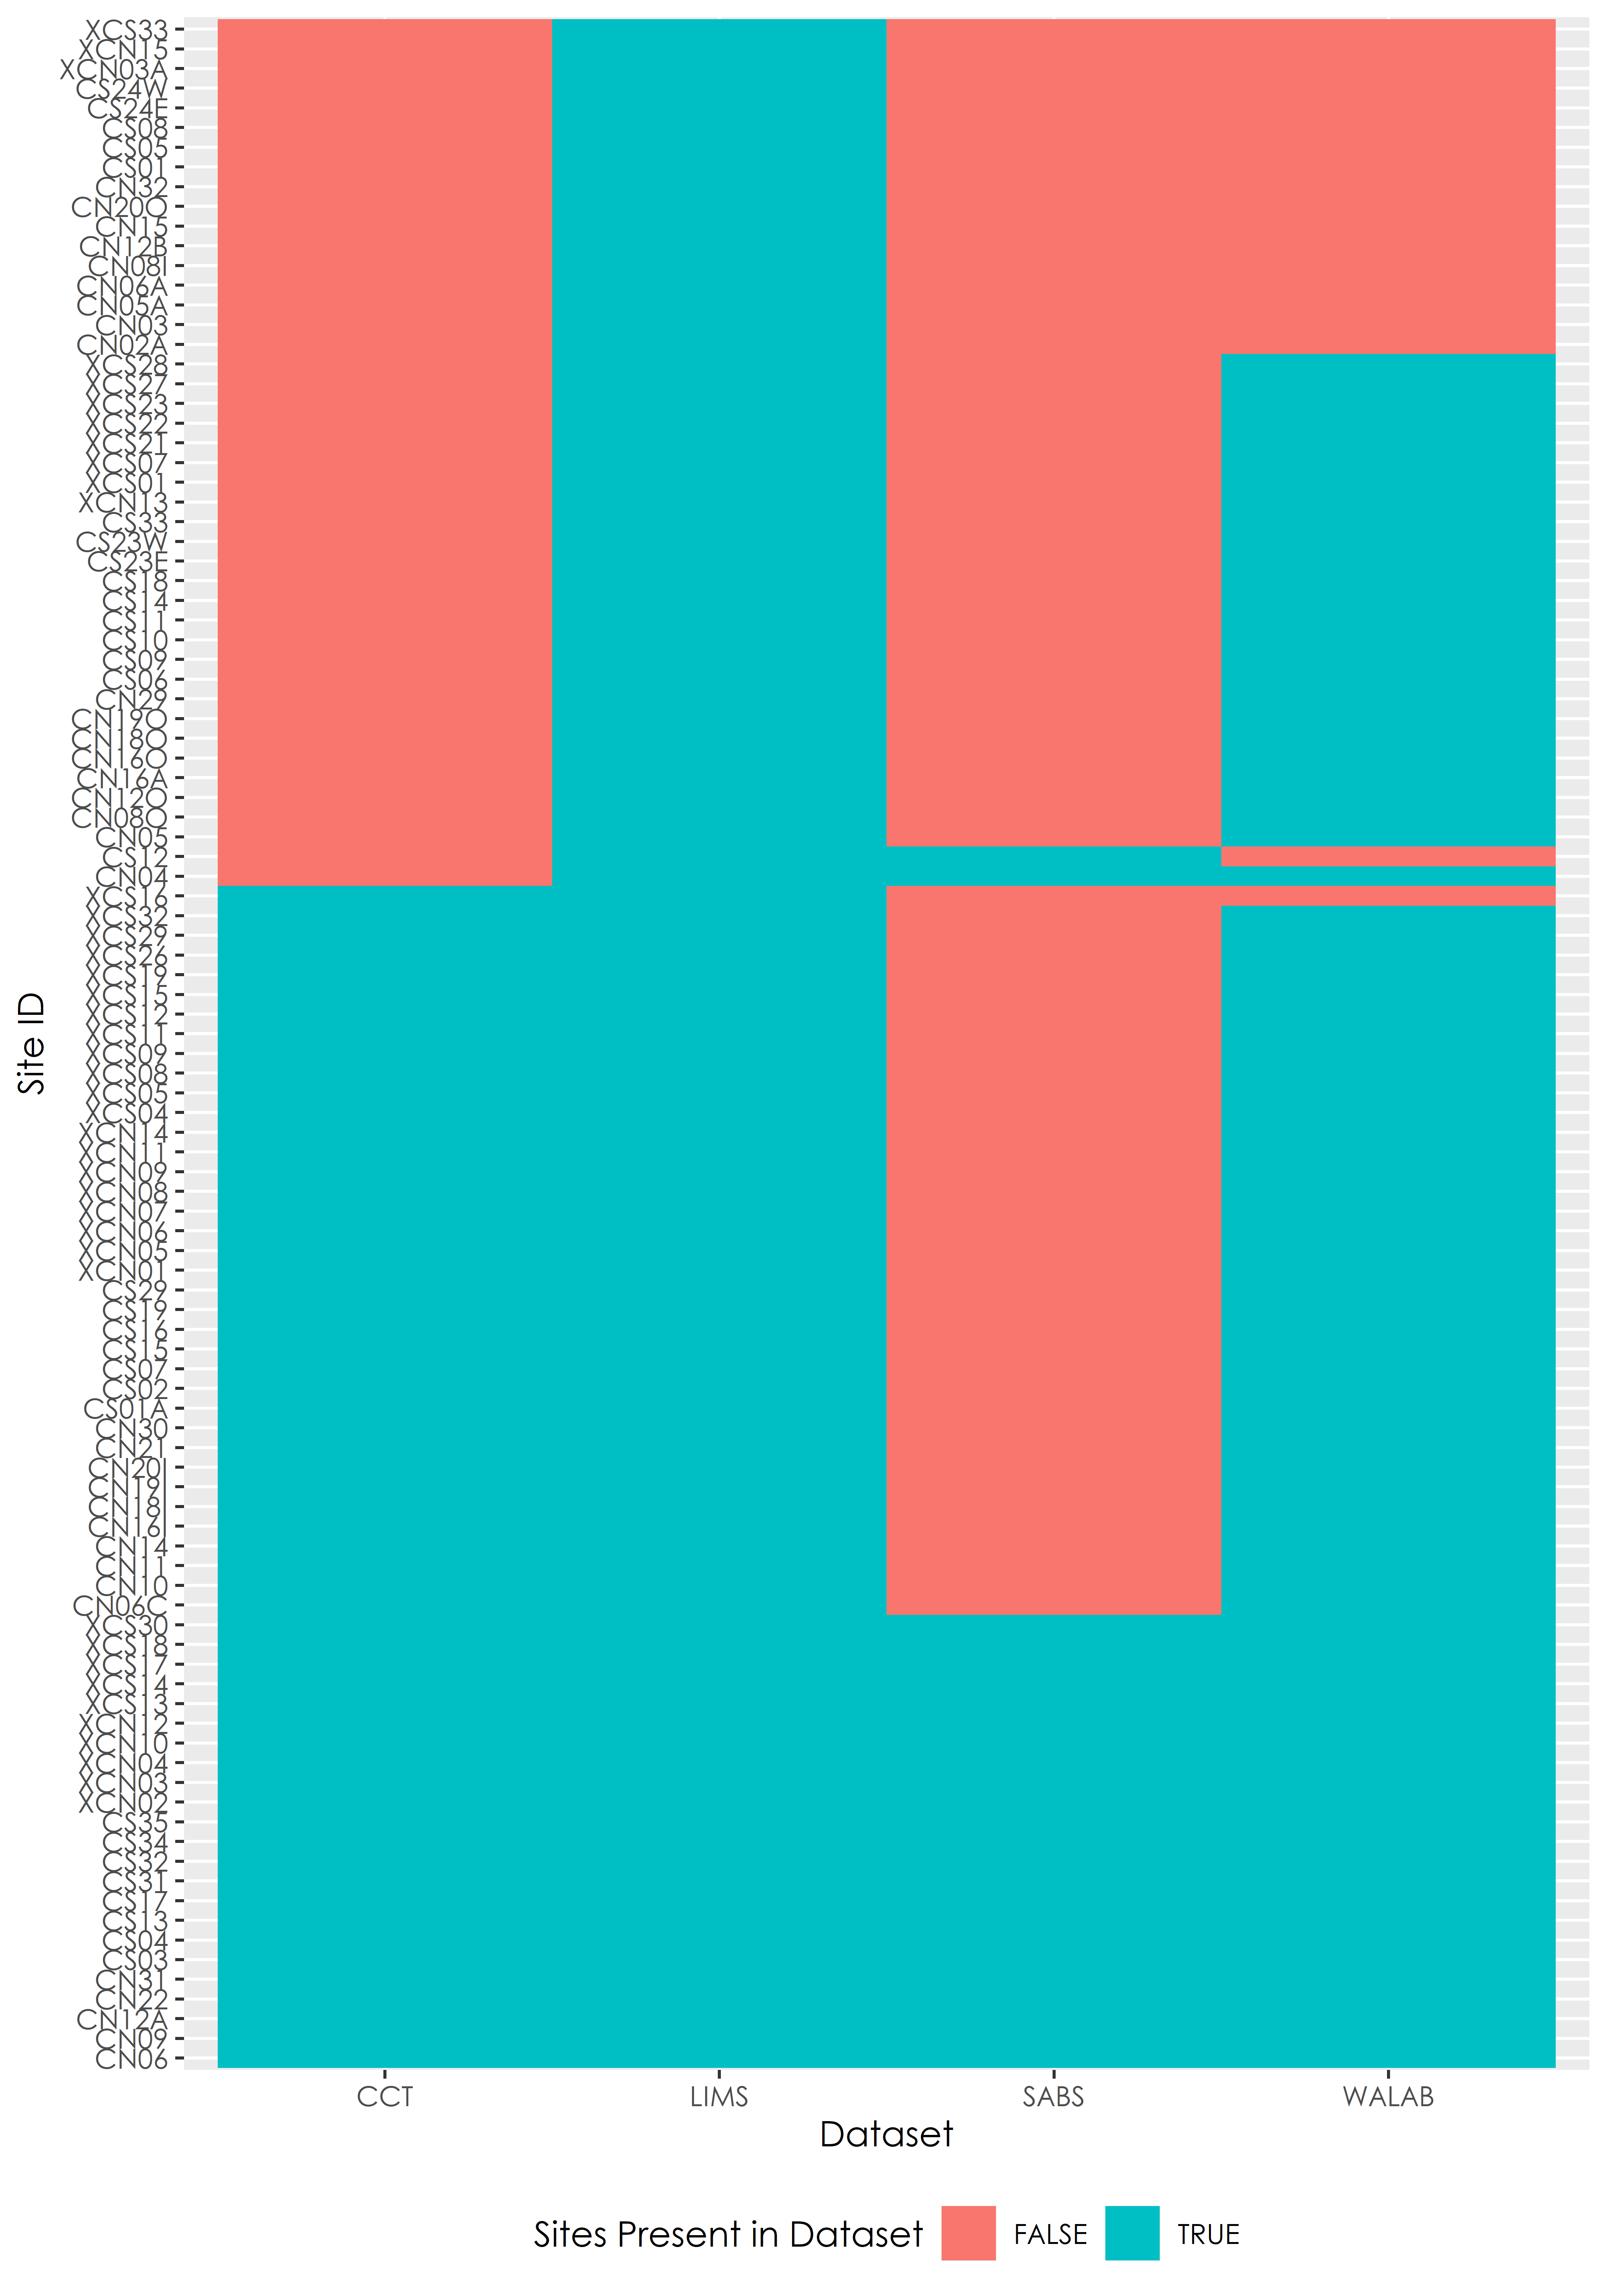 XCS33
XCN15
XCN03A
CS24W
CS24E
CS08
CS05
CS01
CN32
CN20O
CN15
CN12B
CN08I
CN06A
CN05A
CN03
CN02A
XCS28
XCS27
XCS23
XCS22
XCS21
XCS07
XCS01
XCN13
CS33
CS23W
CS23E
CS18
CS14
CS11
CS10
CS09
CS06
CN29
CN19O
CN18O
CN16O
CN16A
CN12O
CN08O
CN05
CS12
CN04
XCS16
XCS32
XCS29
XCS26
XCS19
XCS15
XCS12
XCS11
XCS09
XCS08
XCS05
XCS04
XCN14
XCN11
XCN09
XCN08
XCN07
XCN06
XCN05
XCN01
CS29
CS19
CS16
CS15
CS07
CS02
CS01A
CN30
CN21
CN20I
CN19I
CN18I
CN16I
CN14
CN11
CN10
CN06C
XCS30
XCS18
XCS17
XCS14
XCS13
XCN12
XCN10
XCN04
XCN03
XCN02
CS35
CS34
CS32
CS31
CS17
CS13
CS04
CS03
CN31
CN22
CN12A
CN09
CN06
Site ID
CCT LIMS SABS WALAB
Dataset
Sites Present in Dataset FALSE TRUE